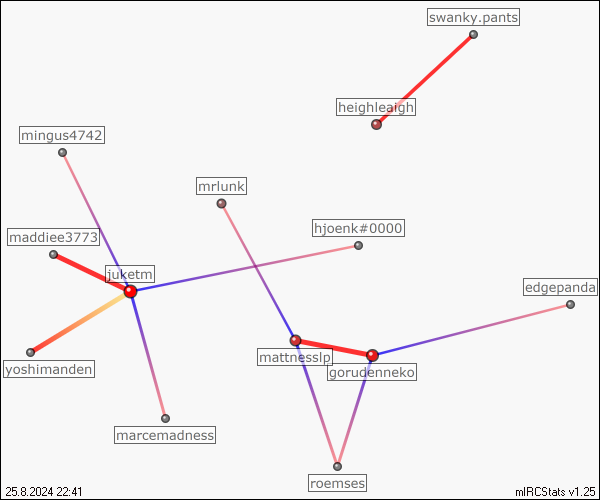 swanky.pants
heighleaigh
mingus4742
mrlunk
hjoenk#0000
maddiee3773
juketm
edgepanda
mattnesslp
yoshimanden
gorudenneko
marcemadness
roemses
25.8.2024 22:41
mIRCStats v1.25